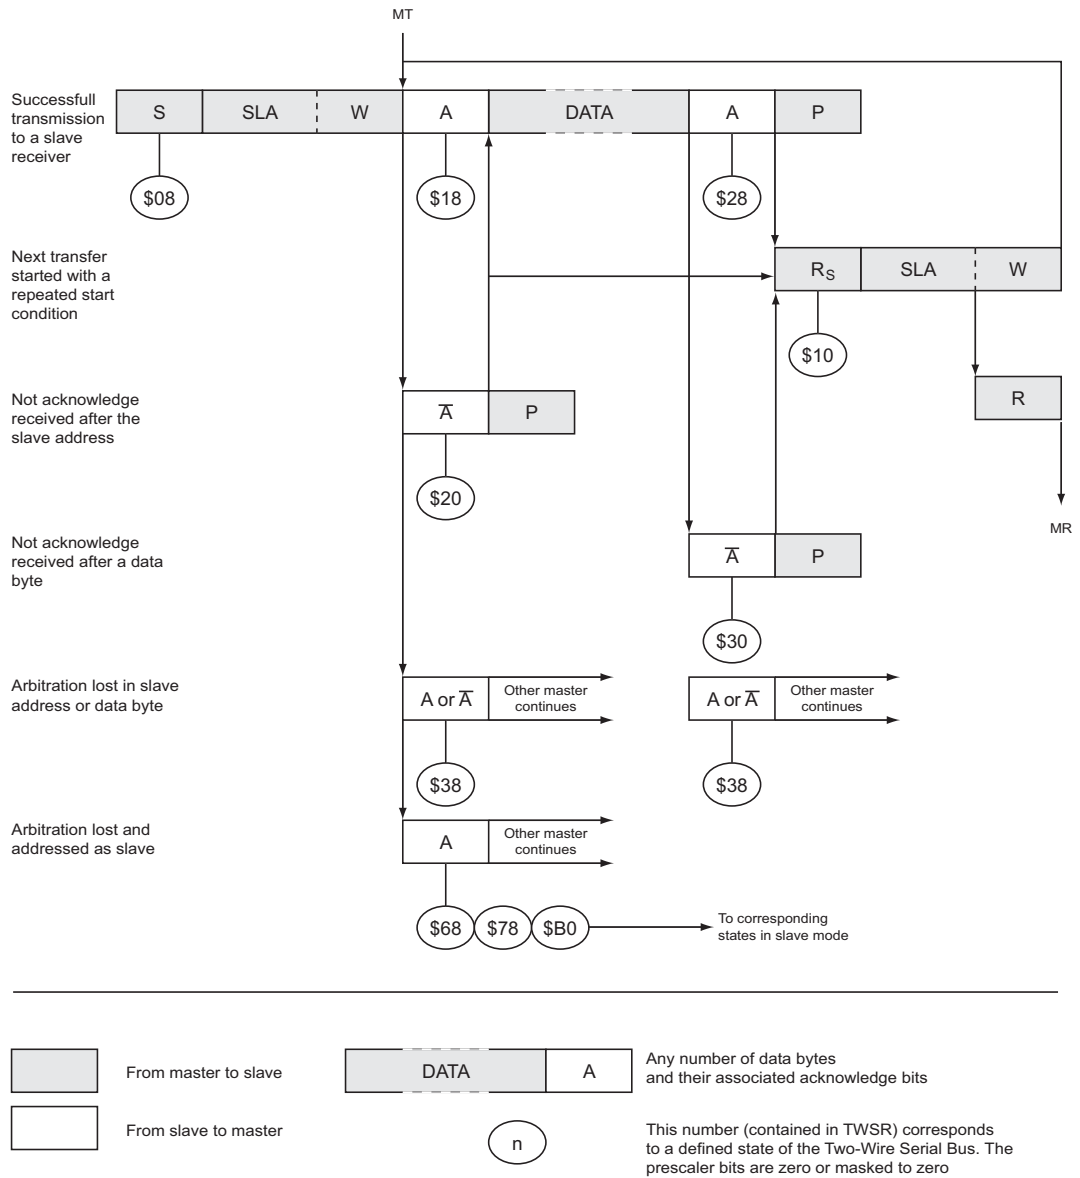 MT
Successfull
transmission
to a slave
receiver
S SLA W A DATA A P
$08 $18 $28
Next transfer
started with a
repeated start
condition
RS SLA W
$10
Not acknowledge
received after the
slave address
A̅ P
R
$20
MR
Not acknowledge
received after a data
byte
A̅ P
$30
Arbitration lost in slave
address or data byte
A or A̅
Other master
continues
A or A̅
Other master
continues
$38 $38
Arbitration lost and
addressed as slave
A
Other master
continues
$68 $78 $B0
To corresponding
states in slave mode
From master to slave
DATA A
Any number of data bytes
and their associated acknowledge bits
From slave to master
n
This number (contained in TWSR) corresponds
to a defined state of the Two-Wire Serial Bus. The
prescaler bits are zero or masked to zero